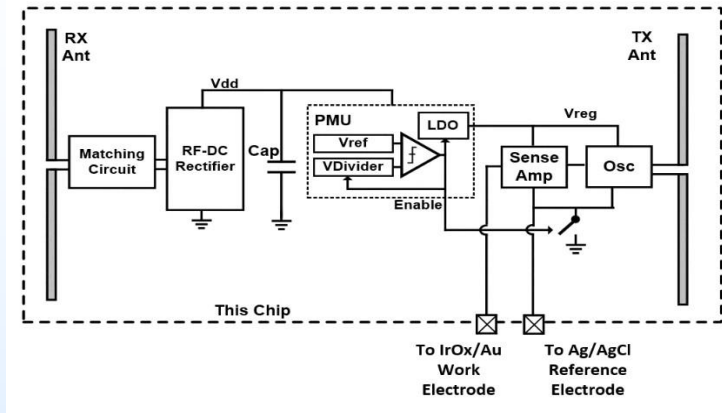 RX
Ant
TX
Ant
Vdd
PMU
LDO
Vreg
Matching
Circuit
RF-DC
Rectifier
Cap
Vref
VDivider
Sense
Amp
Osc
Enable
This Chip
To IrOx/Au
Work
Electrode
To Ag/AgCl
Reference
Electrode